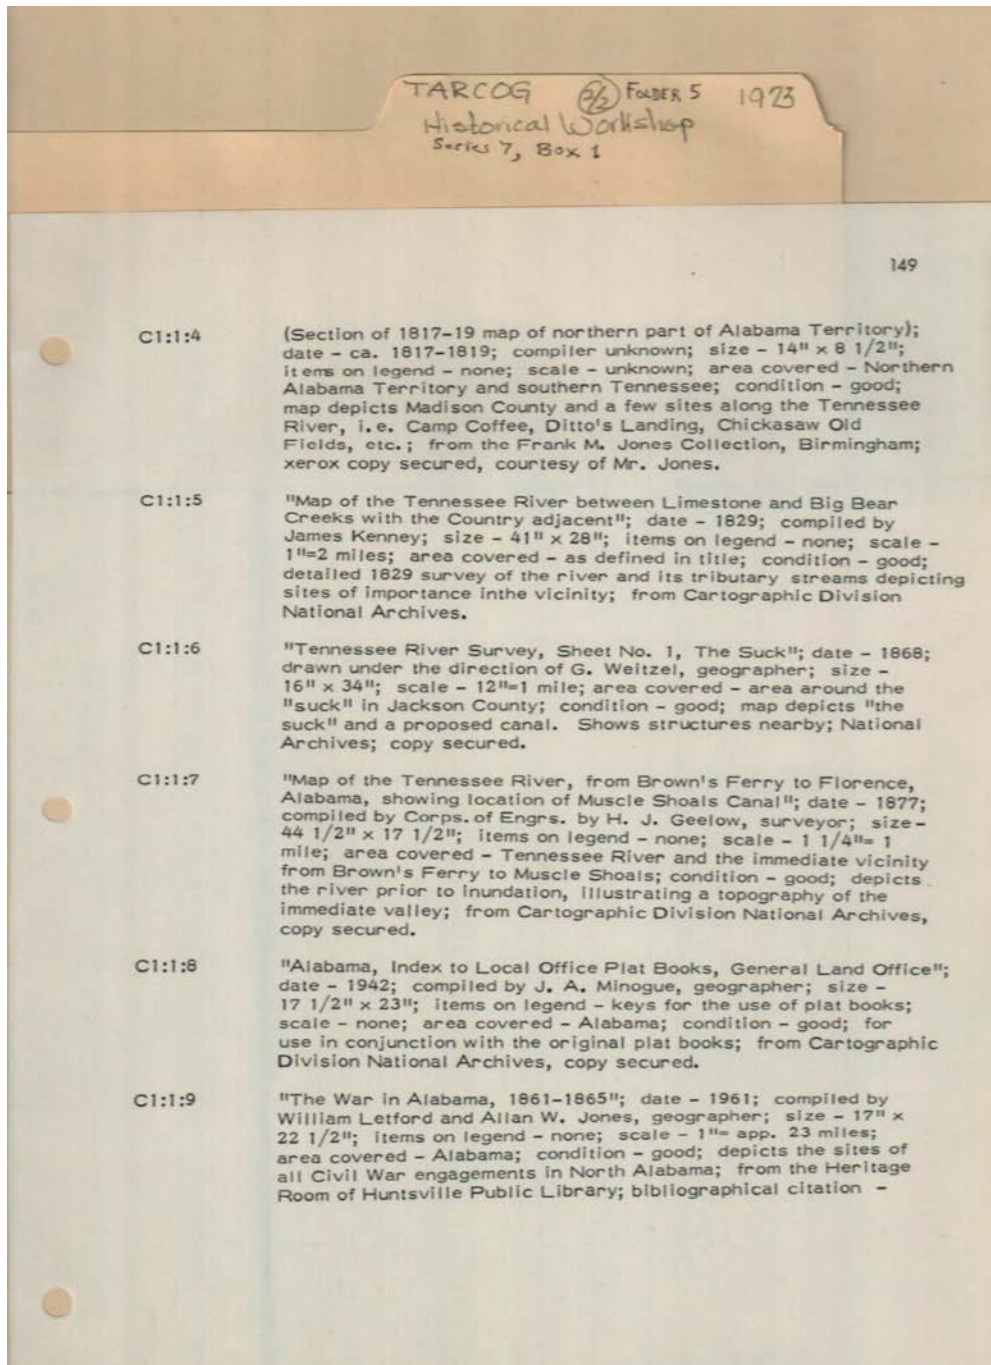 TARCOG 2/2 FOLDER 5 1973
Historical Workshop
Series 7, Box 1
149
C1:1:4 (Section of 1817-19 map of northern part of Alabama Territory);
date - ca. 1817-1819; compiler unknown; size - 14" x 8 1/2";
items on legend - none; scale - unknown; area covered - Northern
Alabama Territory and southern Tennessee; condition - good;
map depicts Madison County and a few sites along the Tennessee
River, i.e. Camp Coffee, Ditto's Landing, Chickasaw Old
Fields, etc.; from the Frank M. Jones Collection, Birmingham;
xerox copy secured, courtesy of Mr. Jones.
C1:1:5 "Map of the Tennessee River between Limestone and Big Bear
Creeks with the Country adjacent"; date - 1829; compiled by
James Kenney; size - 41" x 28"; items on legend - none; scale -
1"=2 miles; area covered - as defined in title; condition - good;
detailed 1829 survey of the river and its tributary streams depicting
sites of importance inthe vicinity; from Cartographic Division
National Archives.
C1:1:6 "Tennessee River Survey, Sheet No. 1, The Suck"; date - 1868;
drawn under the direction of G. Weitzel, geographer; size -
16" x 34"; scale - 12"=1 mile; area covered - area around the
"suck" in Jackson County; condition - good; map depicts "the
suck" and a proposed canal. Shows structures nearby; National
Archives; copy secured.
C1:1:7 "Map of the Tennessee River, from Brown's Ferry to Florence,
Alabama, showing location of Muscle Shoals Canal"; date - 1877;
compiled by Corps. of Engrs. by H. J. Geelow, surveyor; size -
44 1/2" x 17 1/2"; items on legend - none; scale - 1 1/4"= 1
mile; area covered - Tennessee River and the immediate vicinity
from Brown's Ferry to Muscle Shoals; condition - good; depicts
the river prior to inundation, illustrating a topography of the
immediate valley; from Cartographic Division National Archives,
copy secured.
C1:1:8 "Alabama, Index to Local Office Plat Books, General Land Office";
date - 1942; compiled by J. A. Minogue, geographer; size -
17 1/2" x 23"; items on legend - keys for the use of plat books;
scale - none; area covered - Alabama; condition - good; for
use in conjunction with the original plat books; from Cartographic
Division National Archives, copy secured.
C1:1:9 "The War in Alabama, 1861-1865"; date - 1961; compiled by
William Letford and Allan W. Jones, geographer; size - 17" x
22 1/2"; items on legend - none; scale - 1"= app. 23 miles;
area covered - Alabama; condition - good; depicts the sites of
all Civil War engagements in North Alabama; from the Heritage
Room of Huntsville Public Library; bibliographical citation -